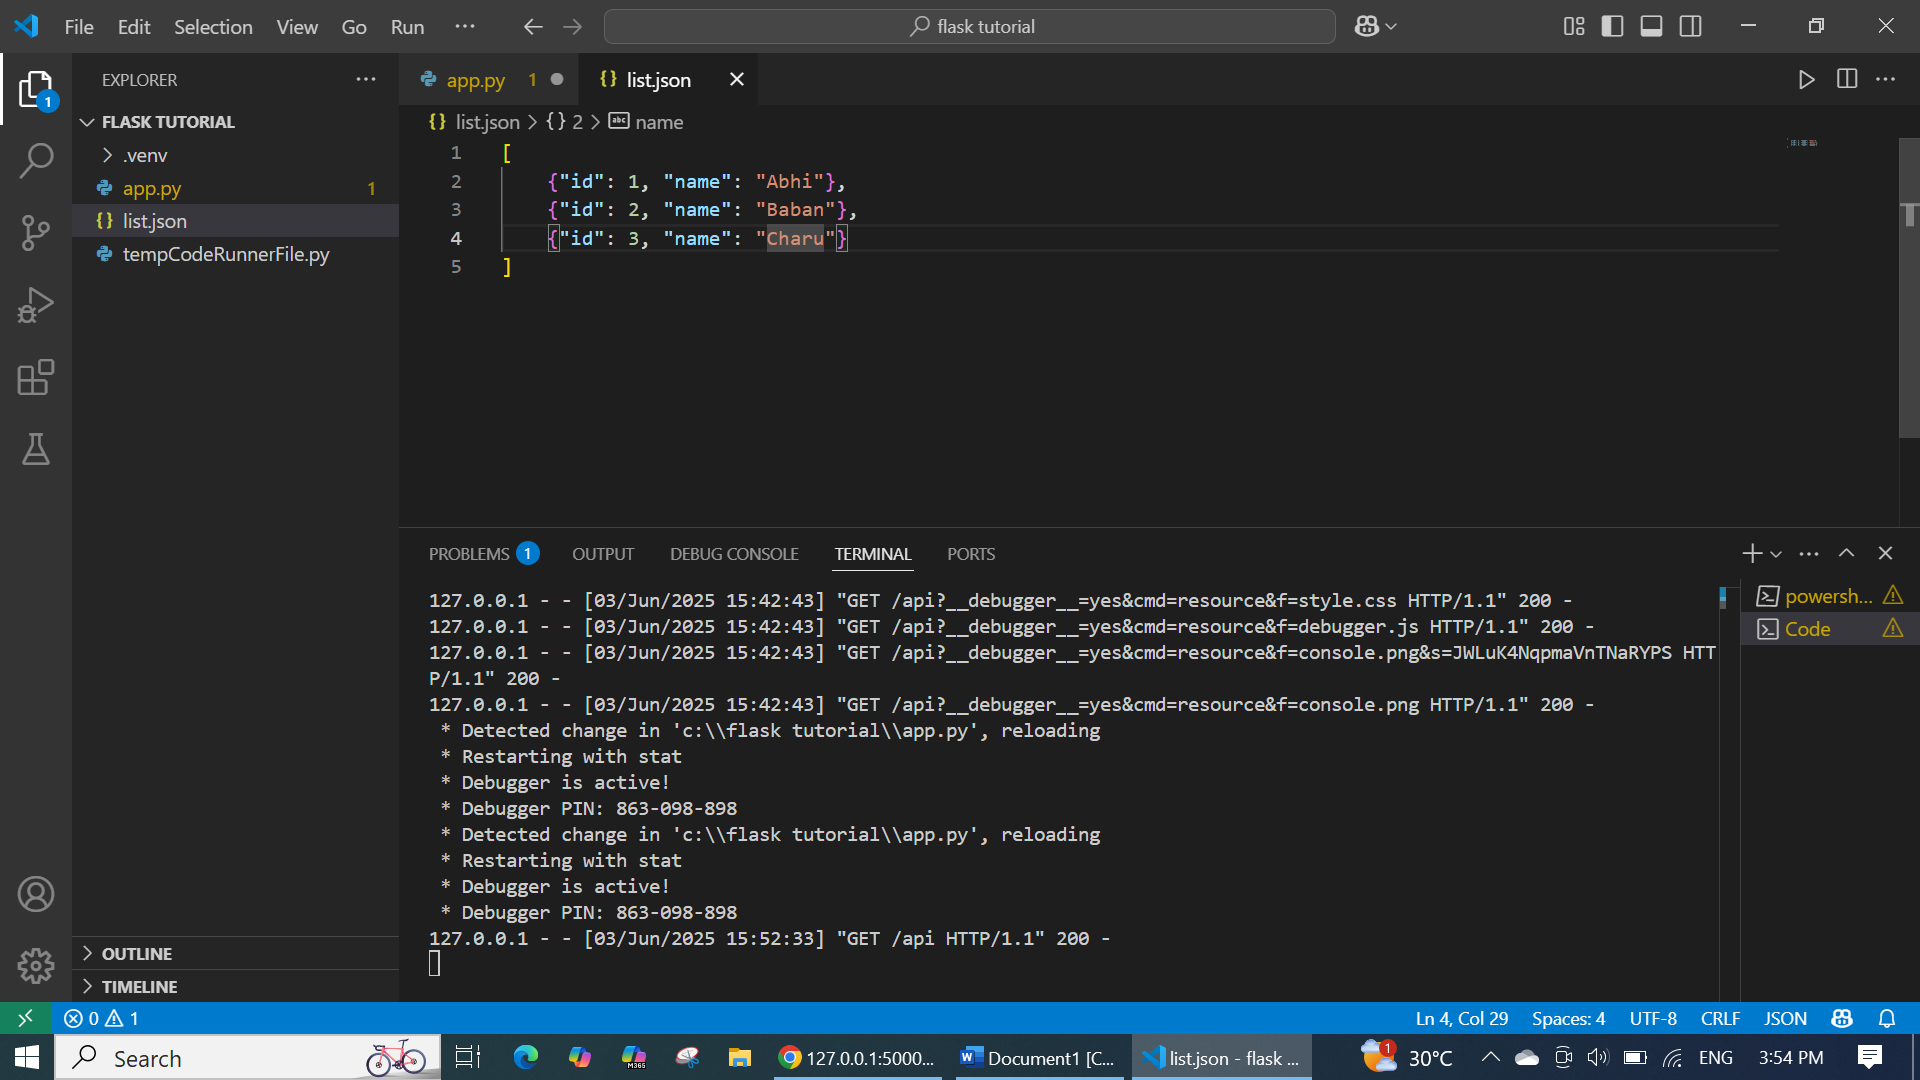 File Edit Selection View Go Run ···
flask tutorial
EXPLORER
1
FLASK TUTORIAL
.venv
app.py 1
list.json
tempCodeRunnerFile.py
OUTLINE
TIMELINE
app.py 1
{} list.json
{} list.json > {} 2 > abc name
1 [
2 {"id": 1, "name": "Abhi"},
3 {"id": 2, "name": "Baban"},
4 {"id": 3, "name": "Charu"}
5 ]
PROBLEMS 1 OUTPUT DEBUG CONSOLE TERMINAL PORTS
127.0.0.1 - - [03/Jun/2025 15:42:43] "GET /api?__debugger__=yes&cmd=resource&f=style.css HTTP/1.1" 200 -
127.0.0.1 - - [03/Jun/2025 15:42:43] "GET /api?__debugger__=yes&cmd=resource&f=debugger.js HTTP/1.1" 200 -
127.0.0.1 - - [03/Jun/2025 15:42:43] "GET /api?__debugger__=yes&cmd=resource&f=console.png&s=JWLuK4NqpmaVnTNaRYPS HTT
P/1.1" 200 -
127.0.0.1 - - [03/Jun/2025 15:42:43] "GET /api?__debugger__=yes&cmd=resource&f=console.png HTTP/1.1" 200 -
* Detected change in 'c:\\flask tutorial\\app.py', reloading
* Restarting with stat
* Debugger is active!
* Debugger PIN: 863-098-898
* Detected change in 'c:\\flask tutorial\\app.py', reloading
* Restarting with stat
* Debugger is active!
* Debugger PIN: 863-098-898
127.0.0.1 - - [03/Jun/2025 15:52:33] "GET /api HTTP/1.1" 200 -
powersh...
Code
0 1
Ln 4, Col 29 Spaces: 4 UTF-8 CRLF JSON
Search
M365
127.0.0.1:5000...
Document1 [C...
list.json - flask ...
1
30°C
ENG
3:54 PM